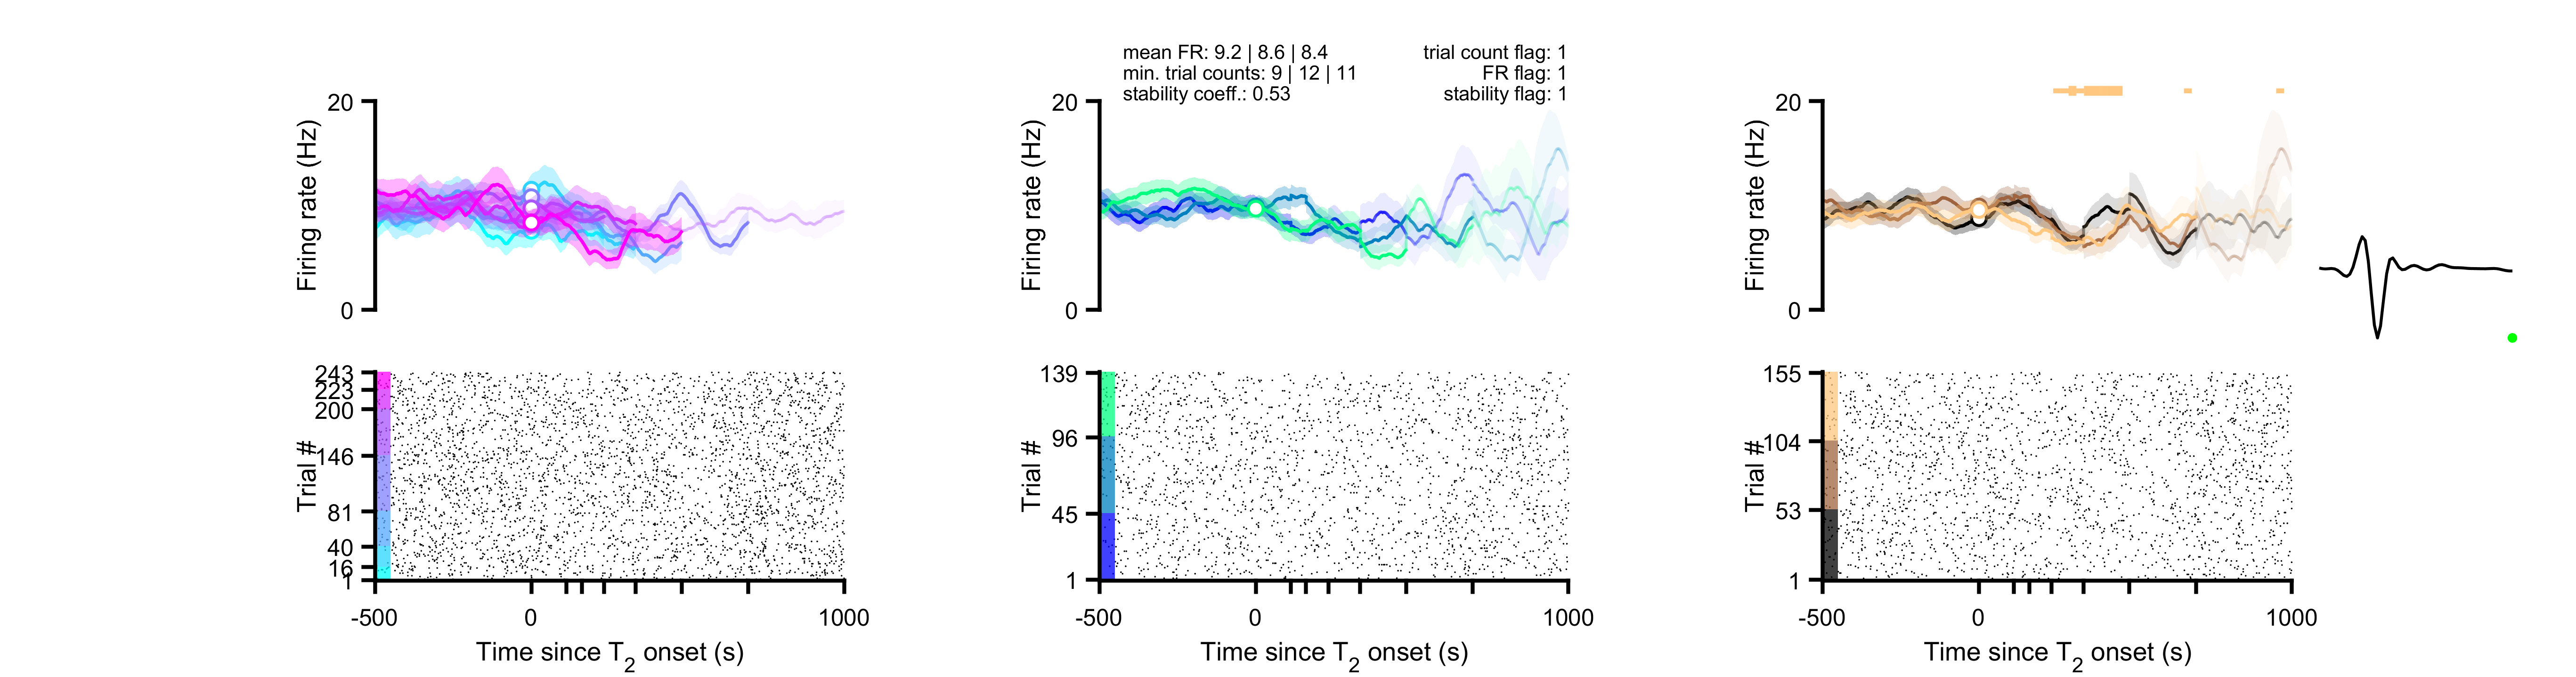 mean FR: 9.2 | 8.6 | 8.4
min. trial counts: 9 | 12 | 11
stability coeff.: 0.53
trial count flag: 1
FR flag: 1
stability flag: 1
20
Firing rate (Hz)
0
20
Firing rate (Hz)
0
20
Firing rate (Hz)
0
243
223
200
146
81
40
16
1
Trial #
-500
0
1000
Time since T2 onset (s)
139
96
45
1
Trial #
-500
0
1000
Time since T2 onset (s)
155
104
53
1
Trial #
-500
0
1000
Time since T2 onset (s)